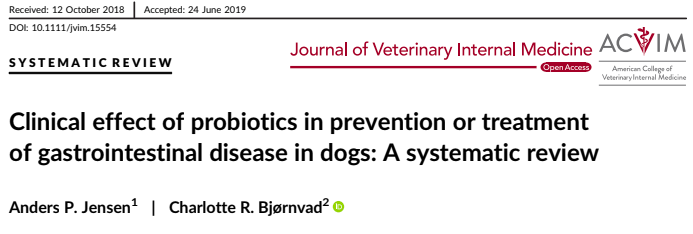 Received: 12 October 2018 | Accepted: 24 June 2019
DOI: 10.1111/jvim.15554
SYSTEMATIC REVIEW
Journal of Veterinary Internal Medicine
Open Access
ACVIM
American College of
Veterinary Internal Medicine
Clinical effect of probiotics in prevention or treatment
of gastrointestinal disease in dogs: A systematic review
Anders P. Jensen1 | Charlotte R. Bjørnvad2 iD